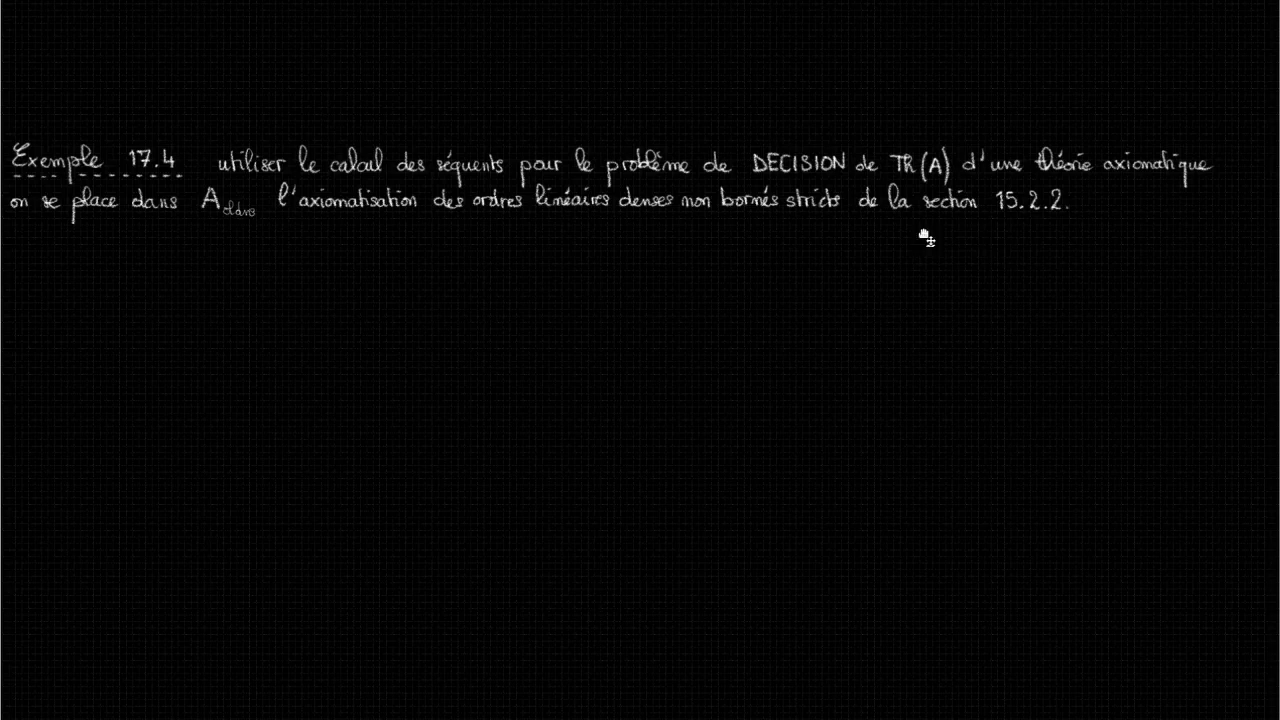 Exemple 17.4 utiliser le calcul des séquents pour le problème de DECISION de TR(A) d'une théorie axiomatique
on se place dans A l'axiomatisation des ordres linéaires denses non bornés stricts de la section 15.2.2.